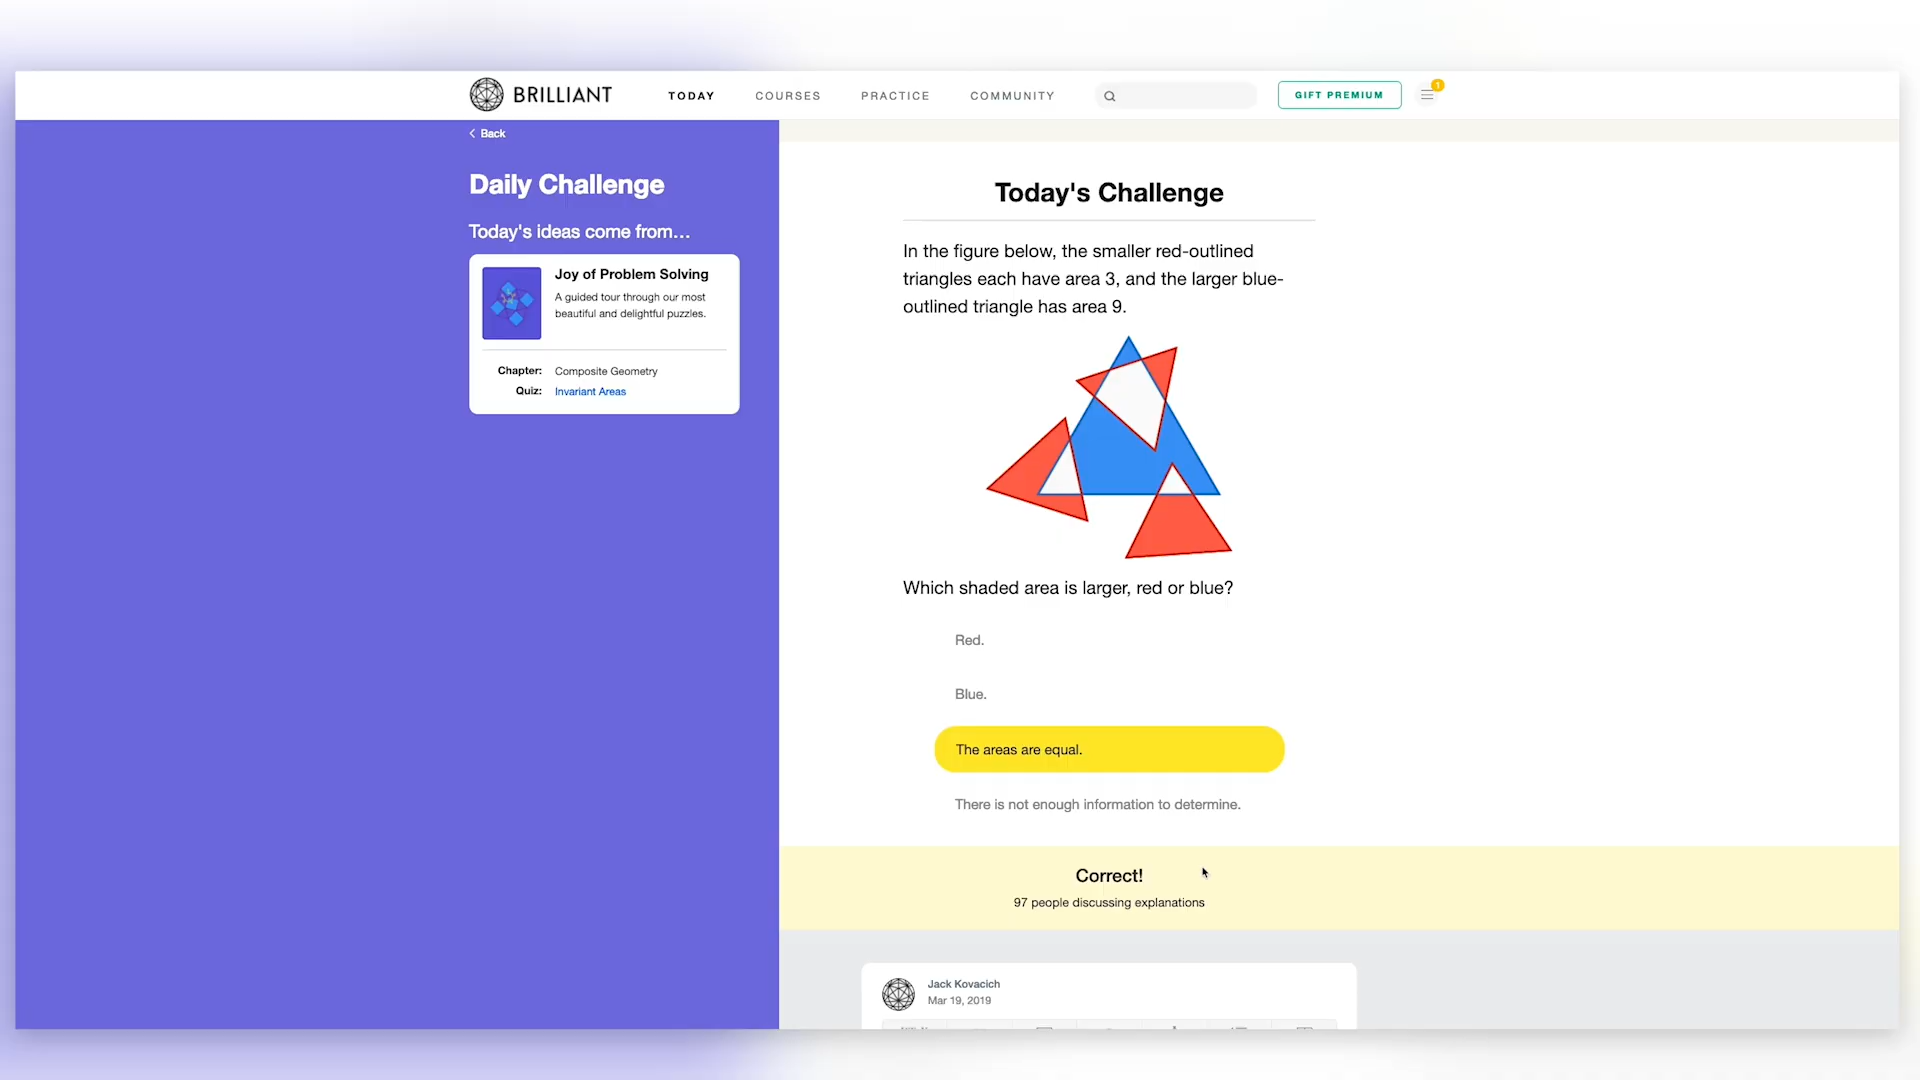 BRILLIANT
TODAY
COURSES
PRACTICE
COMMUNITY
GIFT PREMIUM
1
Back
Daily Challenge
Today's ideas come from…
Joy of Problem Solving
A guided tour through our most
beautiful and delightful puzzles.
Chapter: Composite Geometry
Quiz: Invariant Areas
Today's Challenge
In the figure below, the smaller red-outlined
triangles each have area 3, and the larger blue-
outlined triangle has area 9.
Which shaded area is larger, red or blue?
Red.
Blue.
The areas are equal.
There is not enough information to determine.
Correct!
97 people discussing explanations
Jack Kovacich
Mar 19, 2019